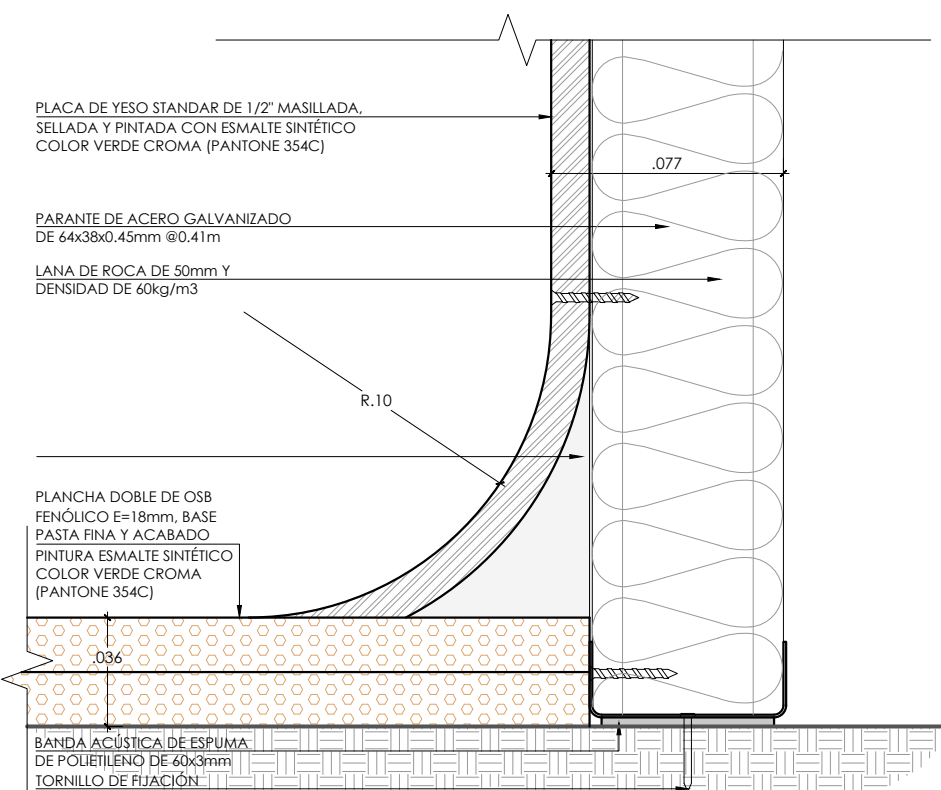 PLACA DE YESO STANDAR DE 1/2" MASILLADA,
SELLADA Y PINTADA CON ESMALTE SINTÉTICO
COLOR VERDE CROMA (PANTONE 354C)
.077
PARANTE DE ACERO GALVANIZADO
DE 64x38x0.45mm @0.41m
LANA DE ROCA DE 50mm Y
DENSIDAD DE 60kg/m3
R.10
PLANCHA DOBLE DE OSB
FENÓLICO E=18mm, BASE
PASTA FINA Y ACABADO
PINTURA ESMALTE SINTÉTICO
COLOR VERDE CROMA
(PANTONE 354C)
.036
BANDA ACÚSTICA DE ESPUMA
DE POLIETILENO DE 60x3mm
TORNILLO DE FIJACIÓN